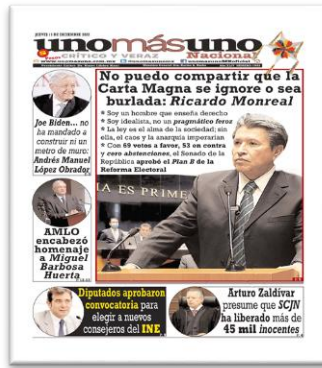 unomásuno
CRÍTICO Y VERAZ
Nacional
No puedo compartir que la
Carta Magna se ignore o sea
burlada: Ricardo Monreal
* Soy un hombre que enseña derecho
* Soy idealista, no un pragmático feroz
* La ley es el alma de la sociedad; sin
ella, el caos y la anarquía imperarían
* Con 69 votos a favor, 53 en contra
y cero abstenciones, el Senado de la
República aprobó el Plan B de la
Reforma Electoral
Joe Biden... no
ha mandado a
construir ni un
metro de muro:
Andrés Manuel
López Obrador
LA ES PRIME
AMLO
encabezó
homenaje
a Miguel
Barbosa
Huerta
Diputados aprobaron
convocatoria para
elegir a nuevos
consejeros del INE
Arturo Zaldívar
presume que SCJN
ha liberado más de
45 mil inocentes